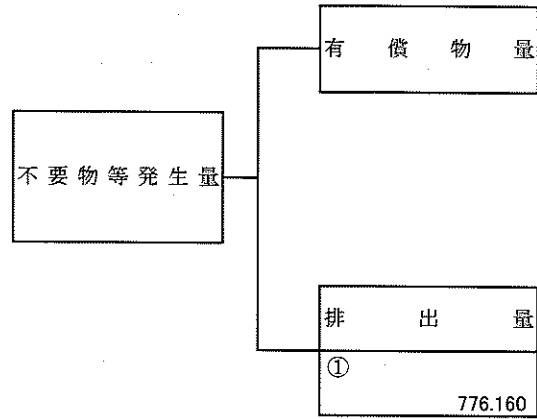 有償物量
不要物等発生量
排出量
①
776.160